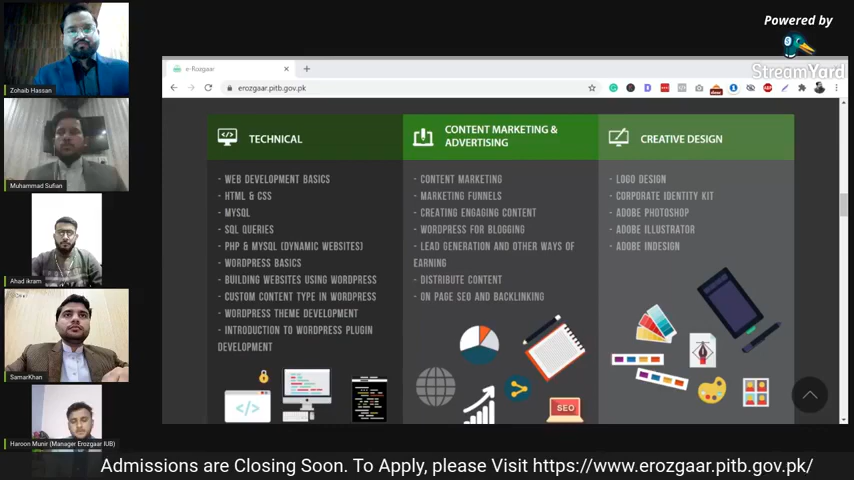 Powered by
StreamYard
Zohaib Hassan
Muhammad Sufian
Ahad ikram
SamarKhan
Haroon Munir (Manager Erozgaar IUB)
e-Rozgaar
erozgaar.pitb.gov.pk
TECHNICAL
- WEB DEVELOPMENT BASICS
- HTML & CSS
- MYSQL
- SQL QUERIES
- PHP & MYSQL (DYNAMIC WEBSITES)
- WORDPRESS BASICS
- BUILDING WEBSITES USING WORDPRESS
- CUSTOM CONTENT TYPE IN WORDPRESS
- WORDPRESS THEME DEVELOPMENT
- INTRODUCTION TO WORDPRESS PLUGIN
DEVELOPMENT
</>
CONTENT MARKETING &
ADVERTISING
- CONTENT MARKETING
- MARKETING FUNNELS
- CREATING ENGAGING CONTENT
- WORDPRESS FOR BLOGGING
- LEAD GENERATION AND OTHER WAYS OF
EARNING
- DISTRIBUTE CONTENT
- ON PAGE SEO AND BACKLINKING
SEO
CREATIVE DESIGN
- LOGO DESIGN
- CORPORATE IDENTITY KIT
- ADOBE PHOTOSHOP
- ADOBE ILLUSTRATOR
- ADOBE INDESIGN
Admissions are Closing Soon. To Apply, please Visit https://www.erozgaar.pitb.gov.pk/